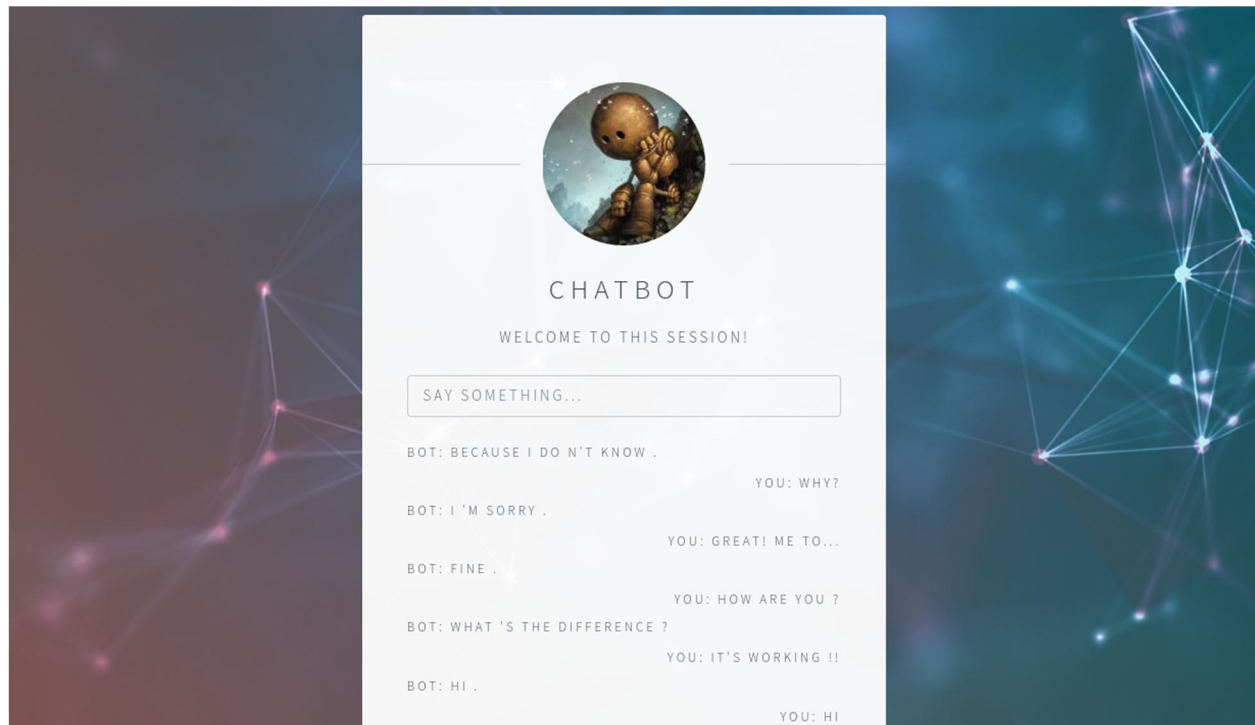 CHATBOT
WELCOME TO THIS SESSION!
SAY SOMETHING...
BOT: BECAUSE I DO N'T KNOW .
YOU: WHY?
BOT: I 'M SORRY .
YOU: GREAT! ME TO...
BOT: FINE .
YOU: HOW ARE YOU ?
BOT: WHAT 'S THE DIFFERENCE ?
YOU: IT'S WORKING !!
BOT: HI .
YOU: HI